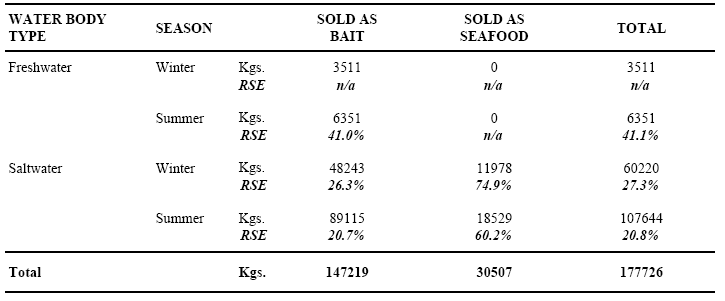 WATER BODY TYPE SEASON SOLD AS BAIT SOLD AS SEAFOOD TOTAL
Freshwater Winter Kgs. 3511 0 3511
RSE n/a n/a n/a
Summer Kgs. 6351 0 6351
RSE 41.0% n/a 41.1%
Saltwater Winter Kgs. 48243 11978 60220
RSE 26.3% 74.9% 27.3%
Summer Kgs. 89115 18529 107644
RSE 20.7% 60.2% 20.8%
Total Kgs. 147219 30507 177726